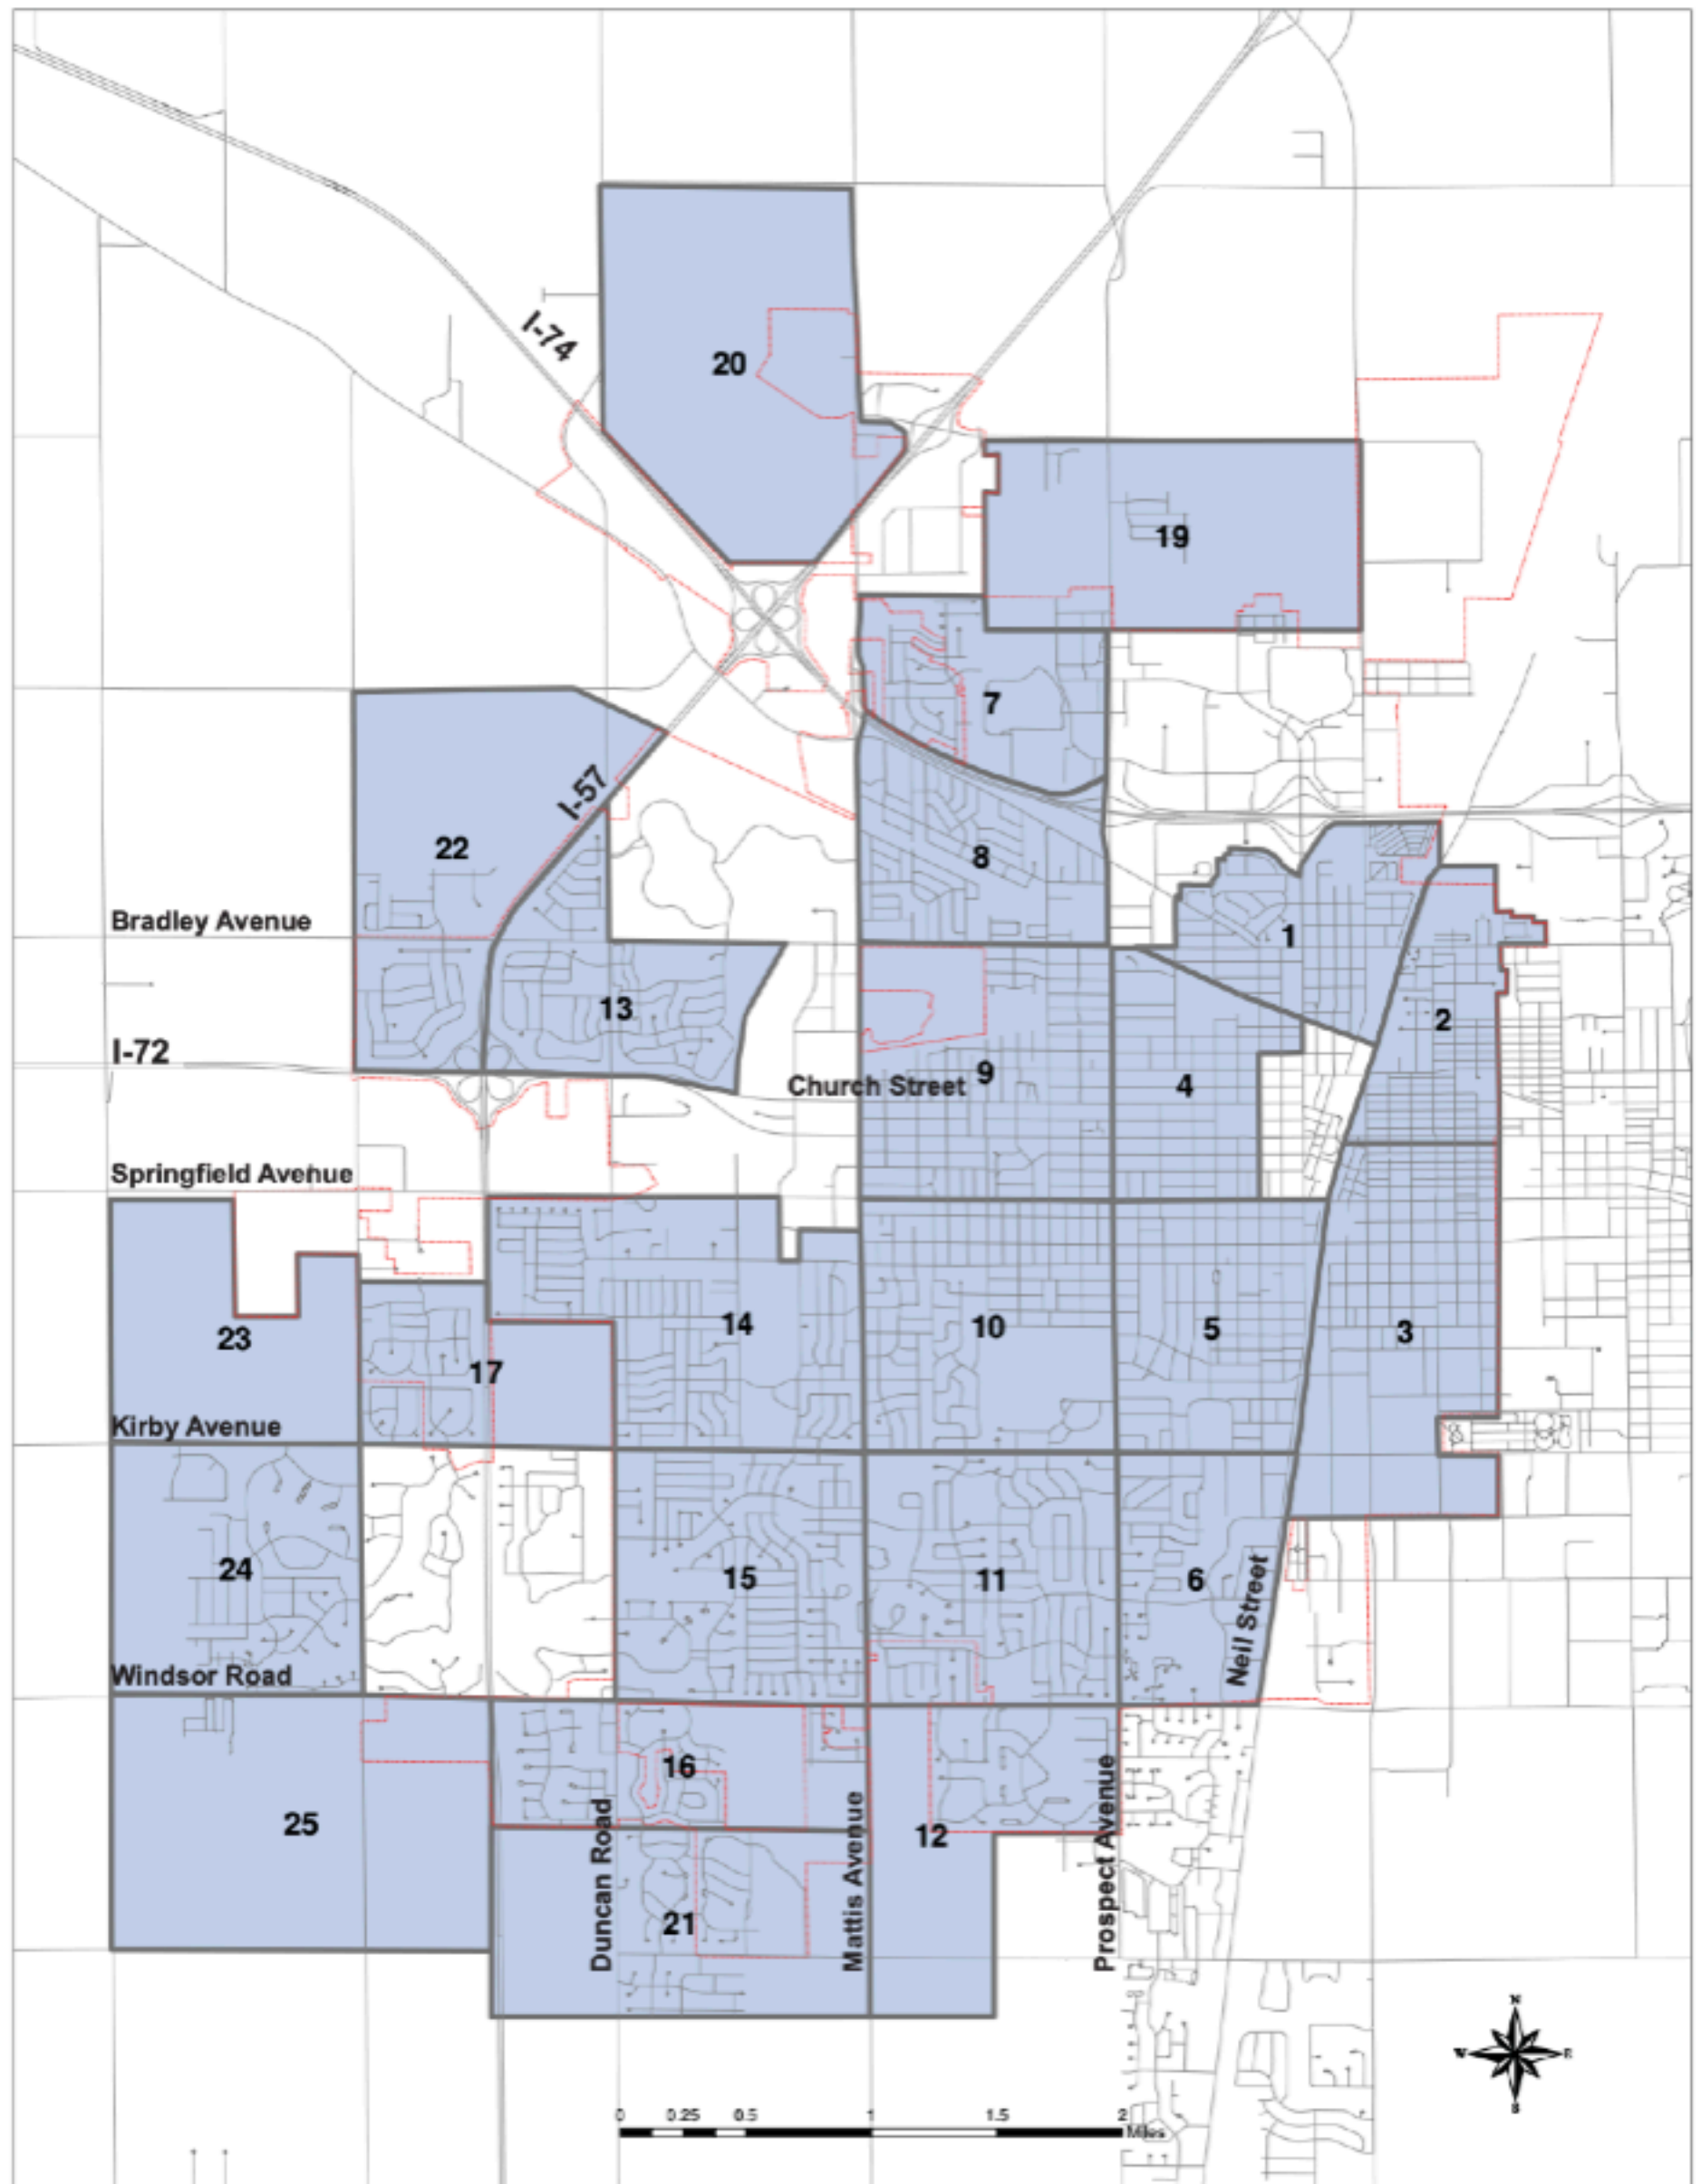 I-74
20
19
7
I-57
22
8
Bradley Avenue
1
13
2
I-72
Church Street
9
4
Springfield Avenue
23
14
10
5
3
17
Kirby Avenue
24
15
11
6
Neil Street
Windsor Road
16
25
12
21
Duncan Road
Mattis Avenue
Prospect Avenue
N
W
E
S
0 0.25 0.5 1 1.5 2
Miles